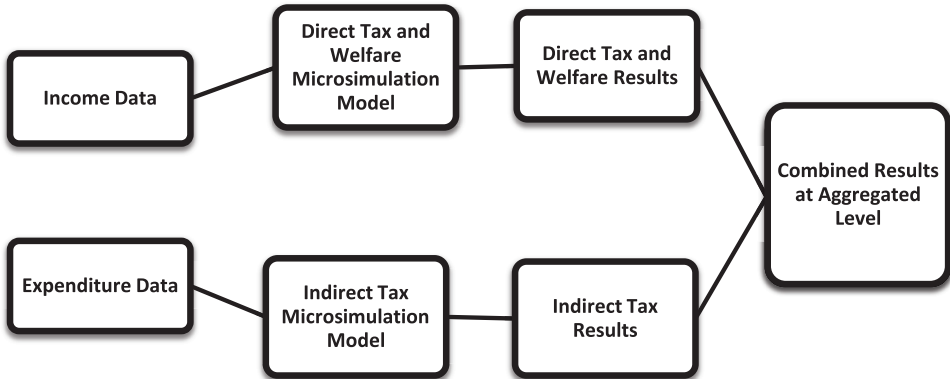 Income Data
Direct Tax and
Welfare
Microsimulation
Model
Direct Tax and
Welfare Results
Combined Results
at Aggregated
Level
Expenditure Data
Indirect Tax
Microsimulation
Model
Indirect Tax
Results